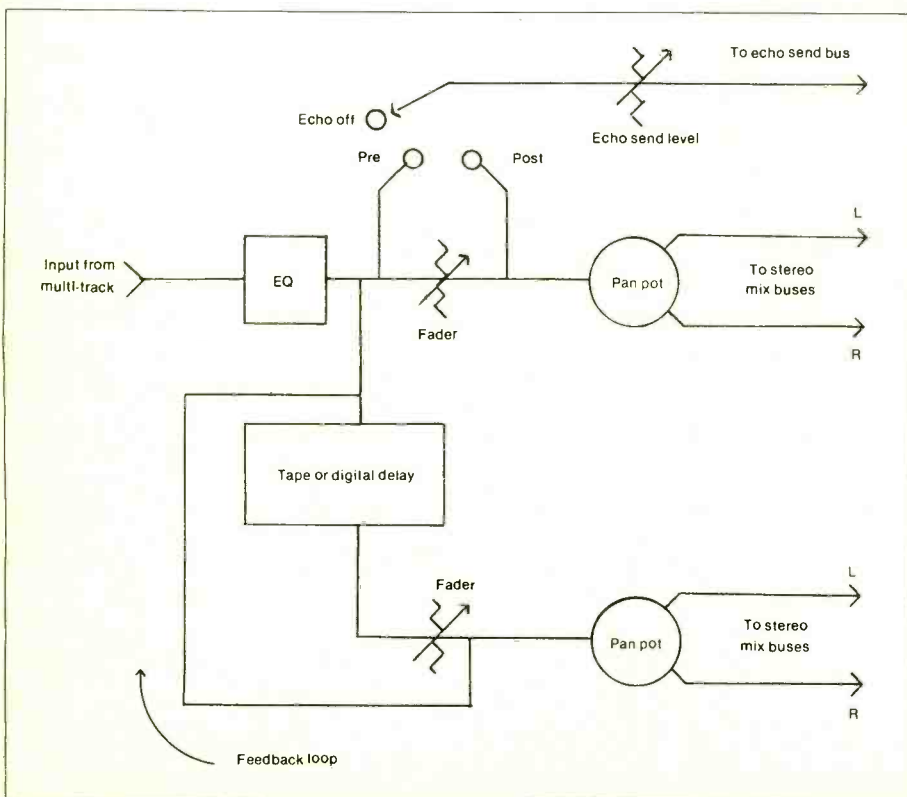 To echo send bus
Echo off
Echo send level
Pre
Post
L
Input from
multi-track
EQ
Pan pot
To stereo
mix buses
Fader
R
Tape or digital delay
Fader
L
Pan pot
To stereo
mix buses
R
Feedback loop